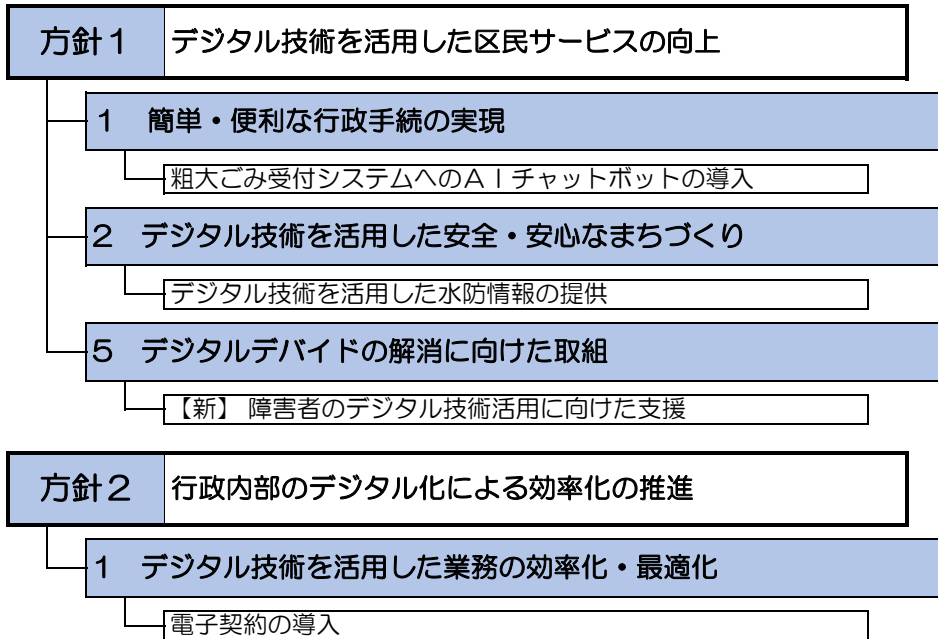 方針１ デジタル技術を活用した区民サービスの向上
１ 簡単・便利な行政手続の実現
粗大ごみ受付システムへのＡＩチャットボットの導入
２ デジタル技術を活用した安全・安心なまちづくり
デジタル技術を活用した水防情報の提供
５ デジタルデバイドの解消に向けた取組
【新】 障害者のデジタル技術活用に向けた支援
方針２ 行政内部のデジタル化による効率化の推進
１ デジタル技術を活用した業務の効率化・最適化
電子契約の導入